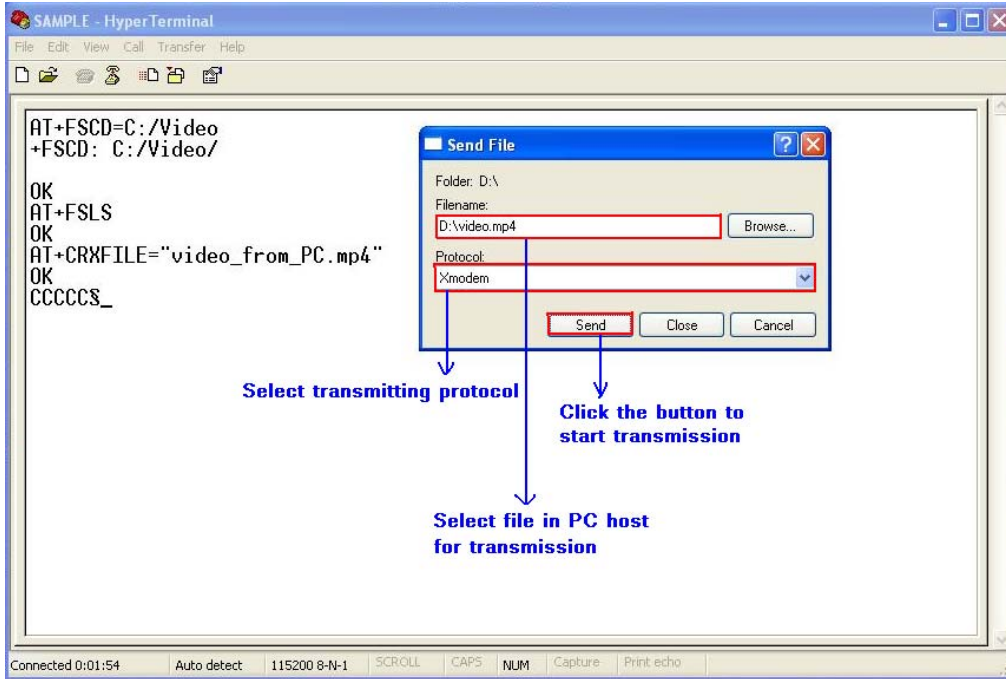 SAMPLE - HyperTerminal
File Edit View Call Transfer Help
AT+FSCD=C:/Video
+FSCD: C:/Video/
OK
AT+FSLS
OK
AT+CRXFILE="video_from_PC.mp4"
OK
CCCCC§_
Send File
Folder: D:\
Filename:
D:\video.mp4
Browse...
Protocol:
Xmodem
Send Close Cancel
Select transmitting protocol
Click the button to
start transmission
Select file in PC host
for transmission
Connected 0:01:54 Auto detect 115200 8-N-1 SCROLL CAPS NUM Capture Print echo